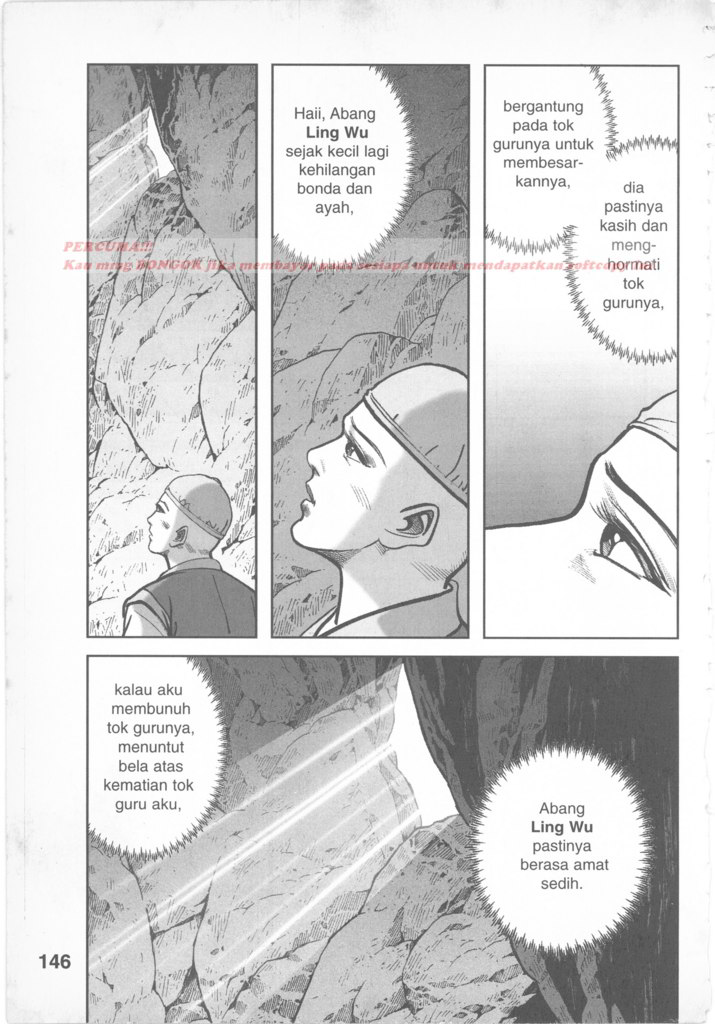 Haii, Abang
Ling Wu
sejak kecil lagi
kehilangan
bonda dan
ayah,
bergantung
pada tok
gurunya untuk
membesar-
kannya,
dia
pastinya
kasih dan
meng-
hormati
tok
gurunya,
PERCUMA!!
Kau mmg BONGOK jika membayar pada sesiapa untuk mendapatkan softcopy ini
kalau aku
membunuh
tok gurunya,
menuntut
bela atas
kematian tok
guru aku,
Abang
Ling Wu
pastinya
berasa amat
sedih.
146